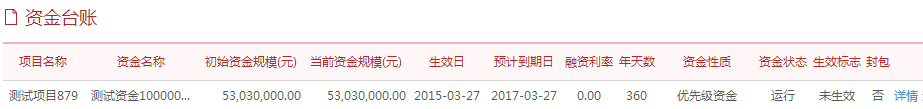 资金台账
项目名称 资金名称 初始资金规模(元) 当前资金规模(元) 生效日 预计到期日 融资利率 年天数 资金性质 资金状态 生效标志 封包
测试项目879 测试资金100000... 53,030,000.00 53,030,000.00 2015-03-27 2017-03-27 0.00 360 优先级资金 运行 未生效 否 详情